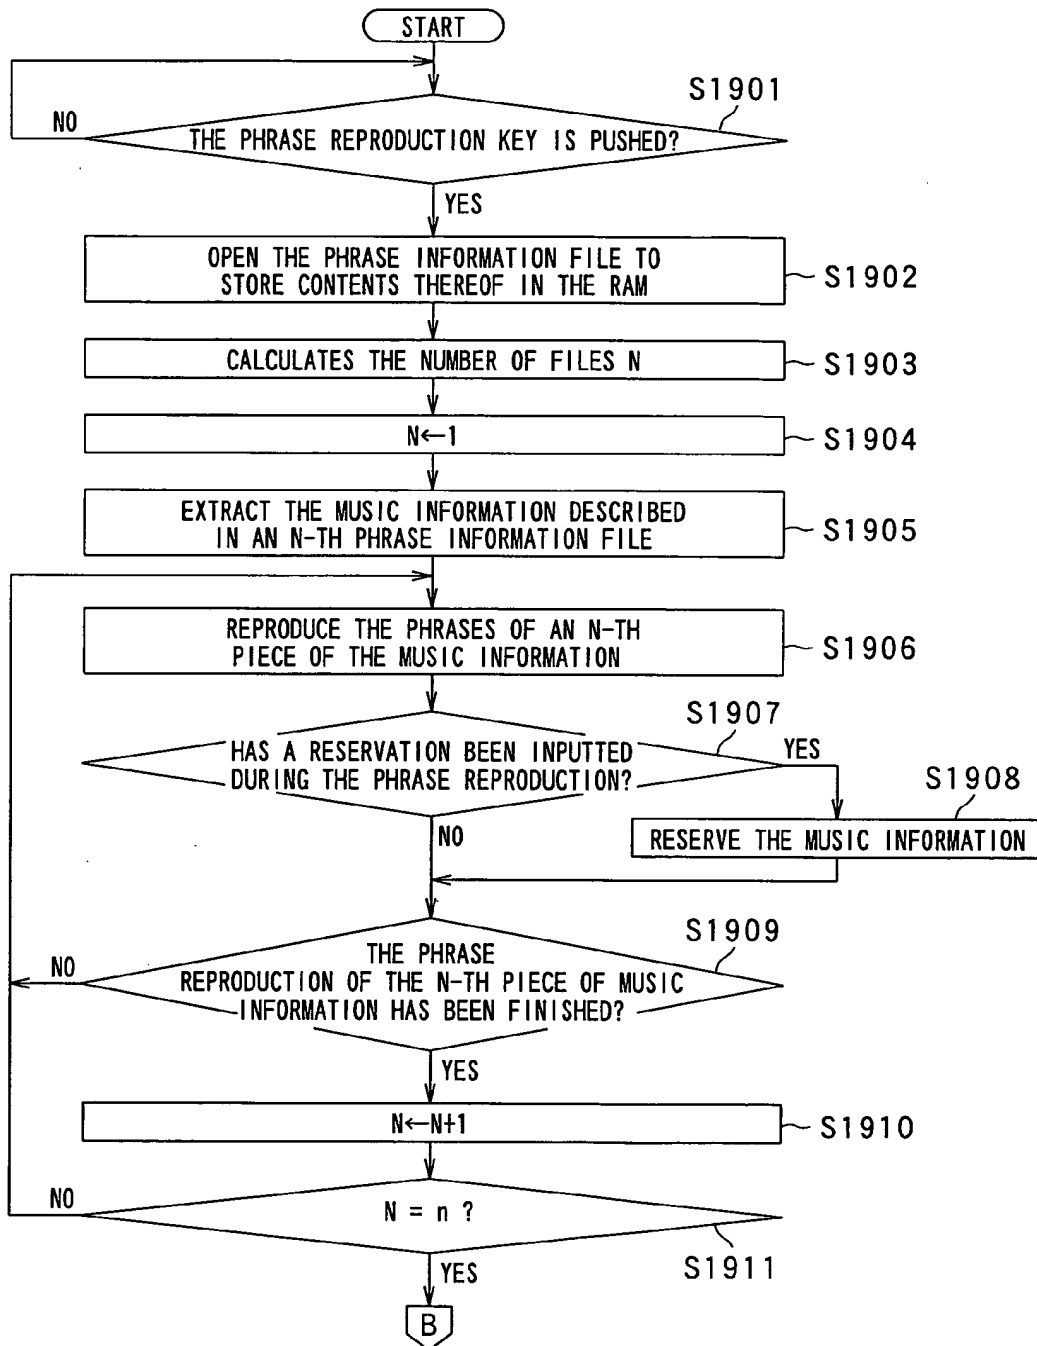 START
S1901
NO
THE PHRASE REPRODUCTION KEY IS PUSHED?
YES
OPEN THE PHRASE INFORMATION FILE TO
STORE CONTENTS THEREOF IN THE RAM
S1902
CALCULATES THE NUMBER OF FILES N
S1903
N←1
S1904
EXTRACT THE MUSIC INFORMATION DESCRIBED
IN AN N-TH PHRASE INFORMATION FILE
S1905
REPRODUCE THE PHRASES OF AN N-TH
PIECE OF THE MUSIC INFORMATION
S1906
S1907
HAS A RESERVATION BEEN INPUTTED
DURING THE PHRASE REPRODUCTION?
YES
S1908
NO
RESERVE THE MUSIC INFORMATION
S1909
NO
THE PHRASE
REPRODUCTION OF THE N-TH PIECE OF MUSIC
INFORMATION HAS BEEN FINISHED?
YES
N←N+1
S1910
NO
N = n ?
S1911
YES
B